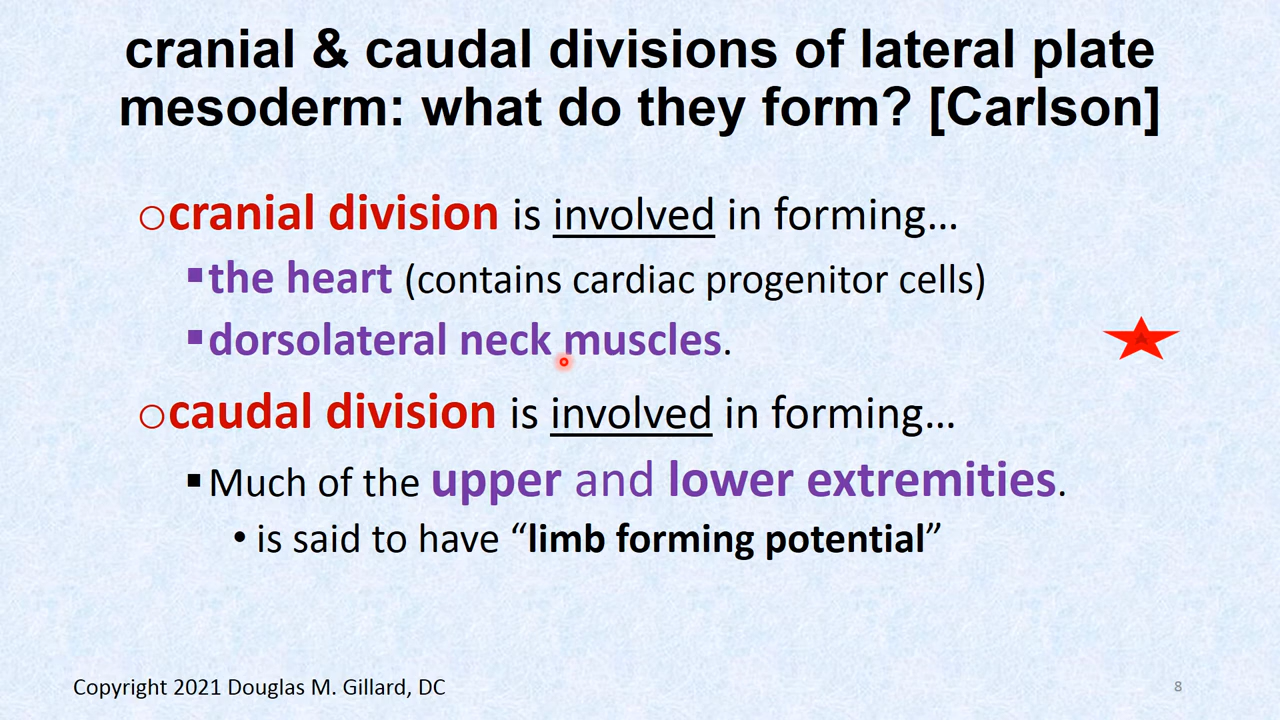 cranial & caudal divisions of lateral plate
mesoderm: what do they form? [Carlson]
cranial division is involved in forming…
the heart (contains cardiac progenitor cells)
dorsolateral neck muscles.
caudal division is involved in forming…
Much of the upper and lower extremities.
• is said to have “limb forming potential”
Copyright 2021 Douglas M. Gillard, DC
8